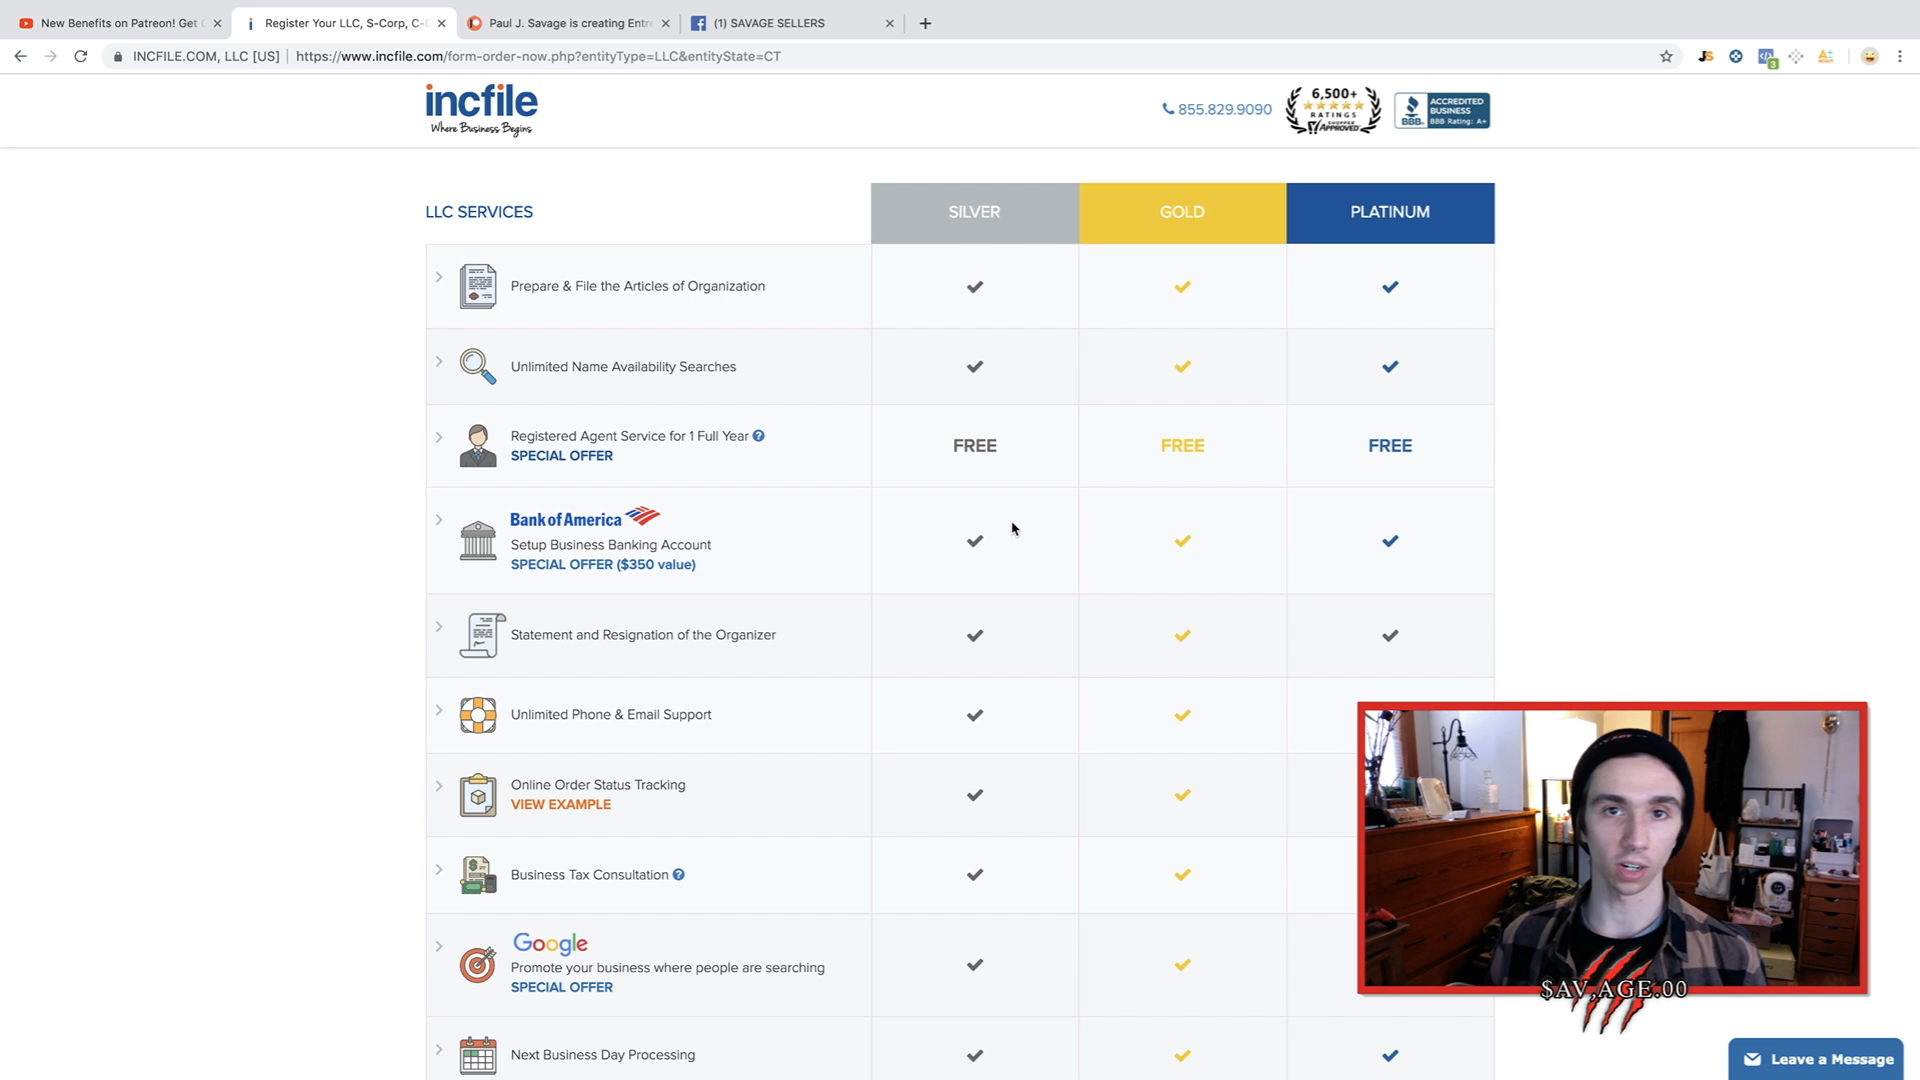 New Benefits on Patreon! Get
Register Your LLC, S-Corp, C-
Paul J. Savage is creating Entr
(1) SAVAGE SELLERS
INCFILE.COM, LLC [US]
https://www.incfile.com/form-order-now.php?entityType=LLC&entityState=CT
JS
3
incfile
Where Business Begins
855.829.9090
6,500+
RATINGS
SHOPPER
APPROVED
BBB
ACCREDITED
BUSINESS
BBB Rating: A+
LLC SERVICES
SILVER
GOLD
PLATINUM
Prepare & File the Articles of Organization
Unlimited Name Availability Searches
Registered Agent Service for 1 Full Year ?
SPECIAL OFFER
FREE
FREE
FREE
Bank of America
Setup Business Banking Account
SPECIAL OFFER ($350 value)
Statement and Resignation of the Organizer
Unlimited Phone & Email Support
Online Order Status Tracking
VIEW EXAMPLE
Business Tax Consultation ?
Google
Promote your business where people are searching
SPECIAL OFFER
Next Business Day Processing
$AV,AGE.00
Leave a Message